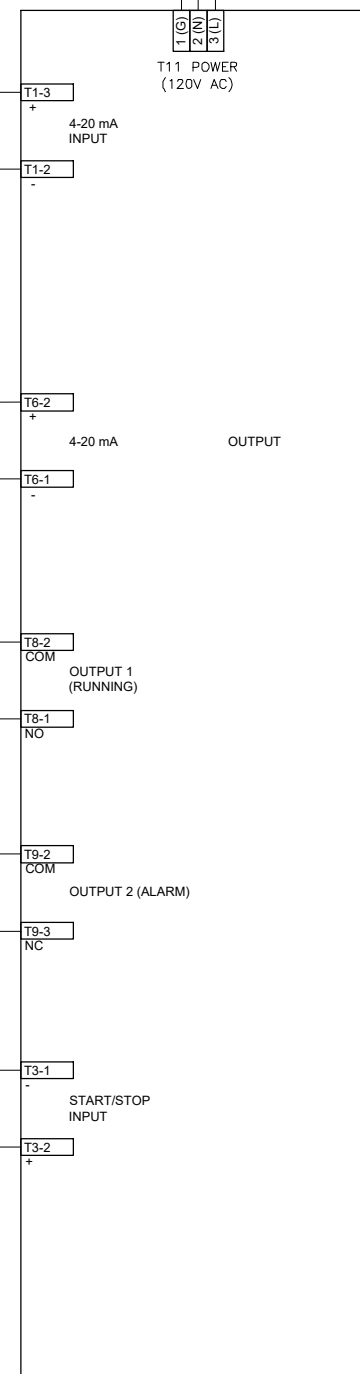 1 (G)
2 (N)
3 (L)
T11 POWER
(120V AC)
T1-3
+
4-20 mA
INPUT
T1-2
-
T6-2
+
4-20 mA OUTPUT
T6-1
-
T8-2
COM
OUTPUT 1
(RUNNING)
T8-1
NO
T9-2
COM
OUTPUT 2 (ALARM)
T9-3
NC
T3-1
-
START/STOP
INPUT
T3-2
+